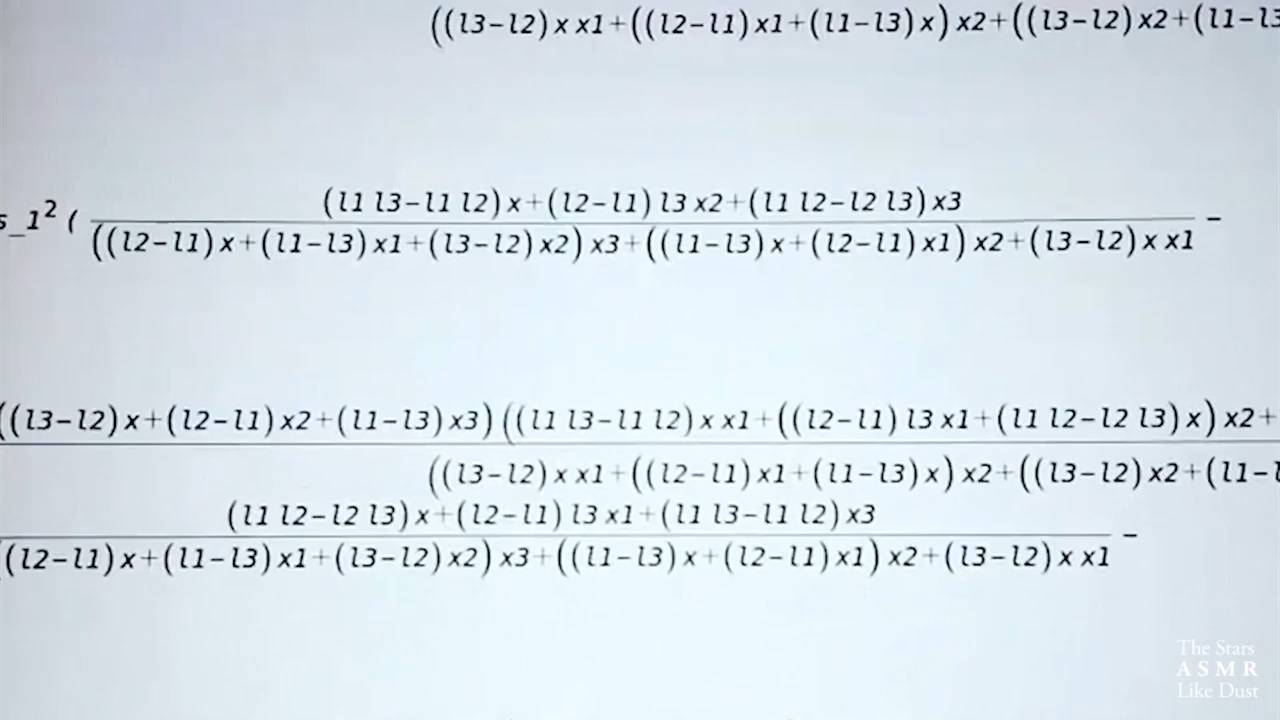 ((l3−l2) x x1+((l2−l1) x1+(l1−l3) x) x2+((l3−l2) x2+(l1−l3
(l1 l3−l1 l2) x+(l2−l1) l3 x2+(l1 l2−l2 l3) x3
s_1² ( ((l2−l1) x+(l1−l3) x1+(l3−l2) x2) x3+((l1−l3) x+(l2−l1) x1) x2+(l3−l2) x x1 −
((l3−l2) x+(l2−l1) x2+(l1−l3) x3) ((l1 l3−l1 l2) x x1+((l2−l1) l3 x1+(l1 l2−l2 l3) x) x2+
((l3−l2) x x1+((l2−l1) x1+(l1−l3) x) x2+((l3−l2) x2+(l1−l
(l1 l2−l2 l3) x+(l2−l1) l3 x1+(l1 l3−l1 l2) x3
(l2−l1) x+(l1−l3) x1+(l3−l2) x2) x3+((l1−l3) x+(l2−l1) x1) x2+(l3−l2) x x1 −
The Stars
ASMR
Like Dust